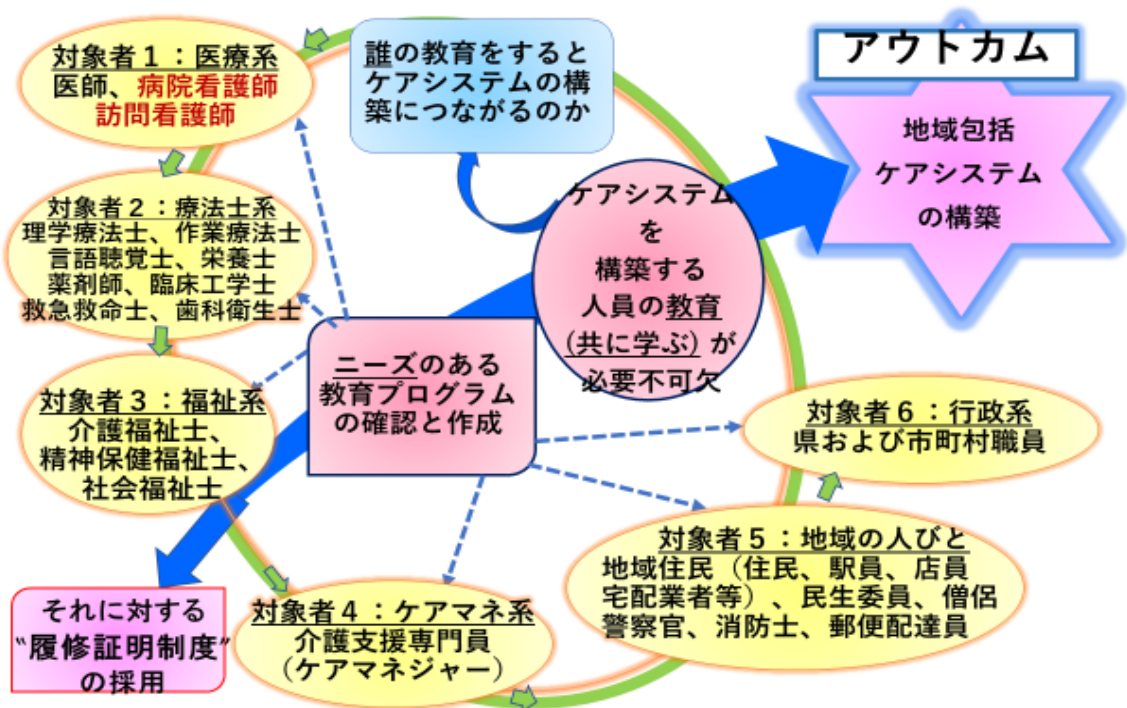 対象者1：医療系
医師、病院看護師
訪問看護師
誰の教育をすると
ケアシステムの構
築につながるのか
アウトカム
地域包括
ケアシステム
の構築
対象者2：療法士系
理学療法士、作業療法士
言語聴覚士、栄養士
薬剤師、臨床工学士
救急救命士、歯科衛生士
ケアシステム
を
構築する
人員の教育
(共に学ぶ) が
必要不可欠
ニーズのある
教育プログラム
の確認と作成
対象者3：福祉系
介護福祉士、
精神保健福祉士、
社会福祉士
対象者6：行政系
県および市町村職員
対象者5：地域の人びと
地域住民（住民、駅員、店員
宅配業者等）、民生委員、僧侶
警察官、消防士、郵便配達員
対象者4：ケアマネ系
介護支援専門員
（ケアマネジャー）
それに対する
“履修証明制度”
の採用